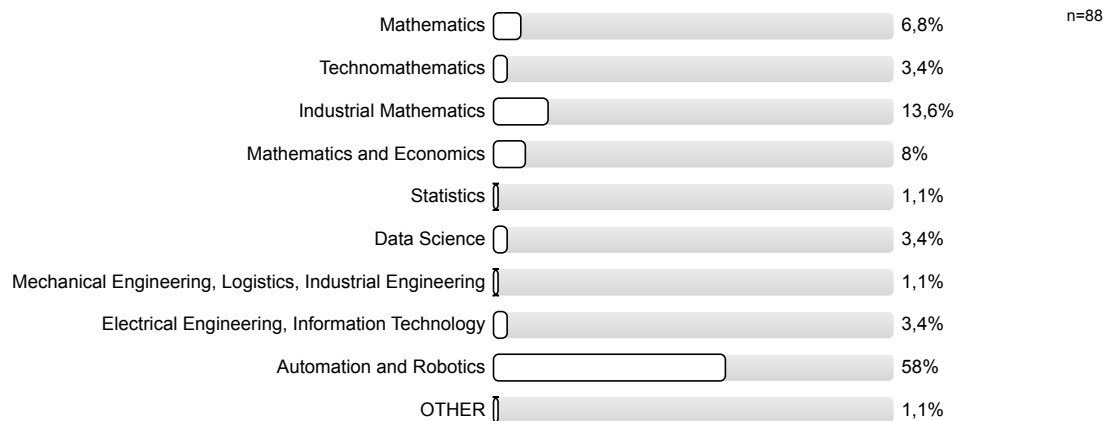 n=88
Mathematics 6,8%
Technomathematics 3,4%
Industrial Mathematics 13,6%
Mathematics and Economics 8%
Statistics 1,1%
Data Science 3,4%
Mechanical Engineering, Logistics, Industrial Engineering 1,1%
Electrical Engineering, Information Technology 3,4%
Automation and Robotics 58%
OTHER 1,1%